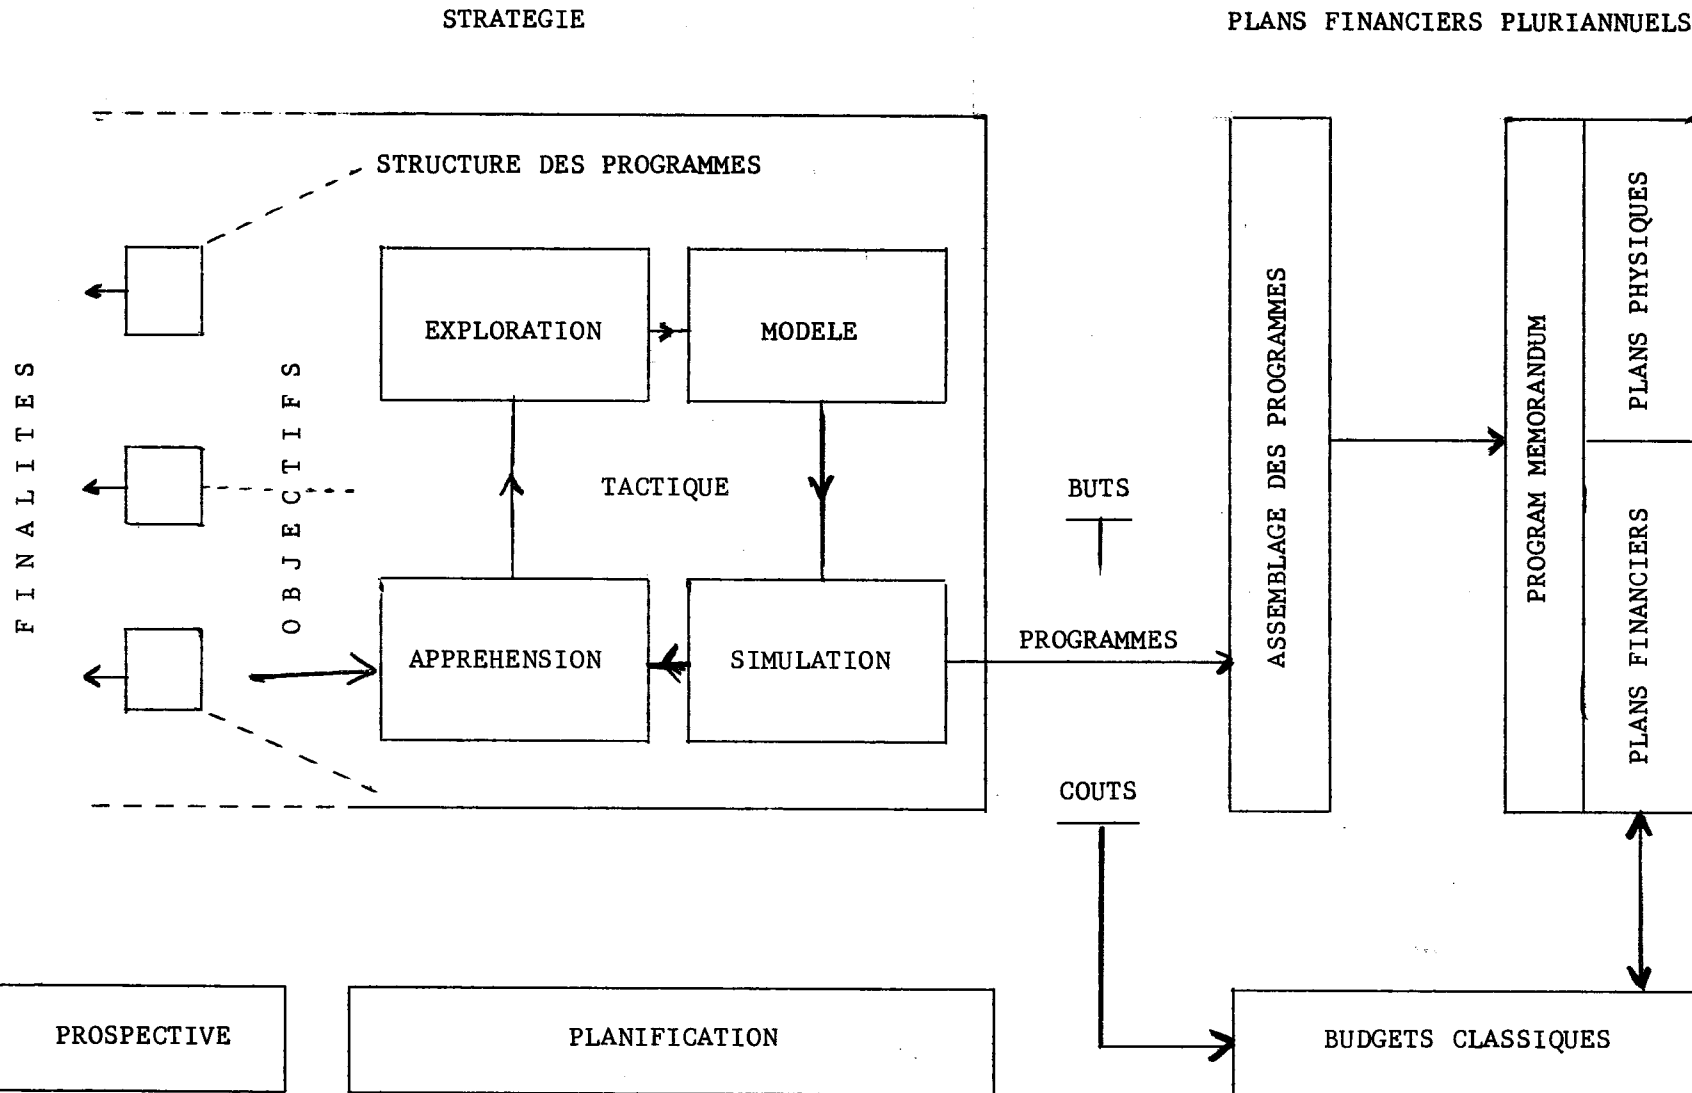 STRATEGIE
PLANS FINANCIERS PLURIANNUELS
STRUCTURE DES PROGRAMMES
FINALITES
OBJECTIFS
EXPLORATION
MODELE
TACTIQUE
APPREHENSION
SIMULATION
BUTS
PROGRAMMES
COUTS
ASSEMBLAGE DES PROGRAMMES
PROGRAM MEMORANDUM
PLANS PHYSIQUES
PLANS FINANCIERS
PROSPECTIVE
PLANIFICATION
BUDGETS CLASSIQUES